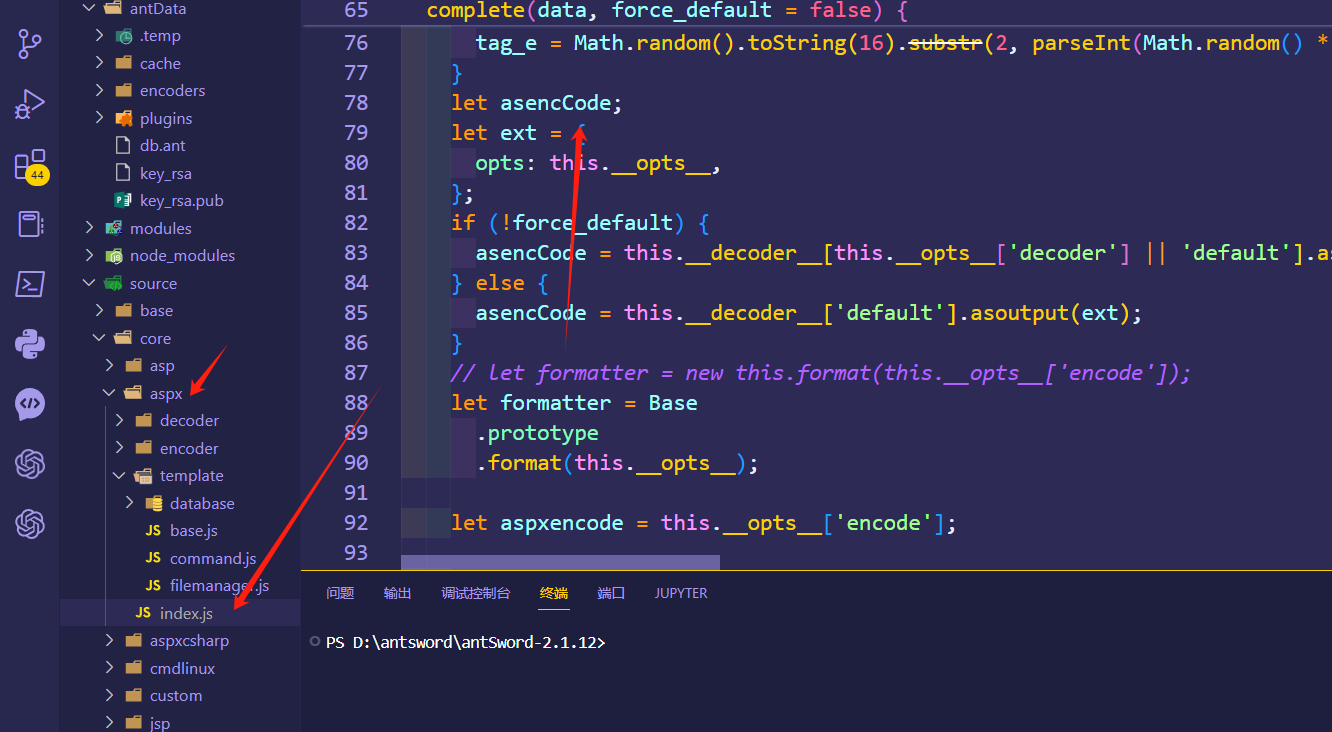 antData
.temp
cache
encoders
plugins
db.ant
key_rsa
key_rsa.pub
modules
node_modules
source
base
core
asp
aspx
decoder
encoder
template
database
JS base.js
JS command.js
JS filemanager.js
JS index.js
aspxcsharp
cmdlinux
custom
jsp
44
65 complete(data, force_default = false) {
76 tag_e = Math.random().toString(16).substr(2, parseInt(Math.random() *
77 }
78 let asencCode;
79 let ext = {
80 opts: this.__opts__,
81 };
82 if (!force_default) {
83 asencCode = this.__decoder__[this.__opts__['decoder'] || 'default'].as
84 } else {
85 asencCode = this.__decoder__['default'].asoutput(ext);
86 }
87 // let formatter = new this.format(this.__opts__['encode']);
88 let formatter = Base
89 .prototype
90 .format(this.__opts__);
91
92 let aspxencode = this.__opts__['encode'];
93
问题 输出 调试控制台 终端 端口 JUPYTER
PS D:\antsword\antSword-2.1.12>